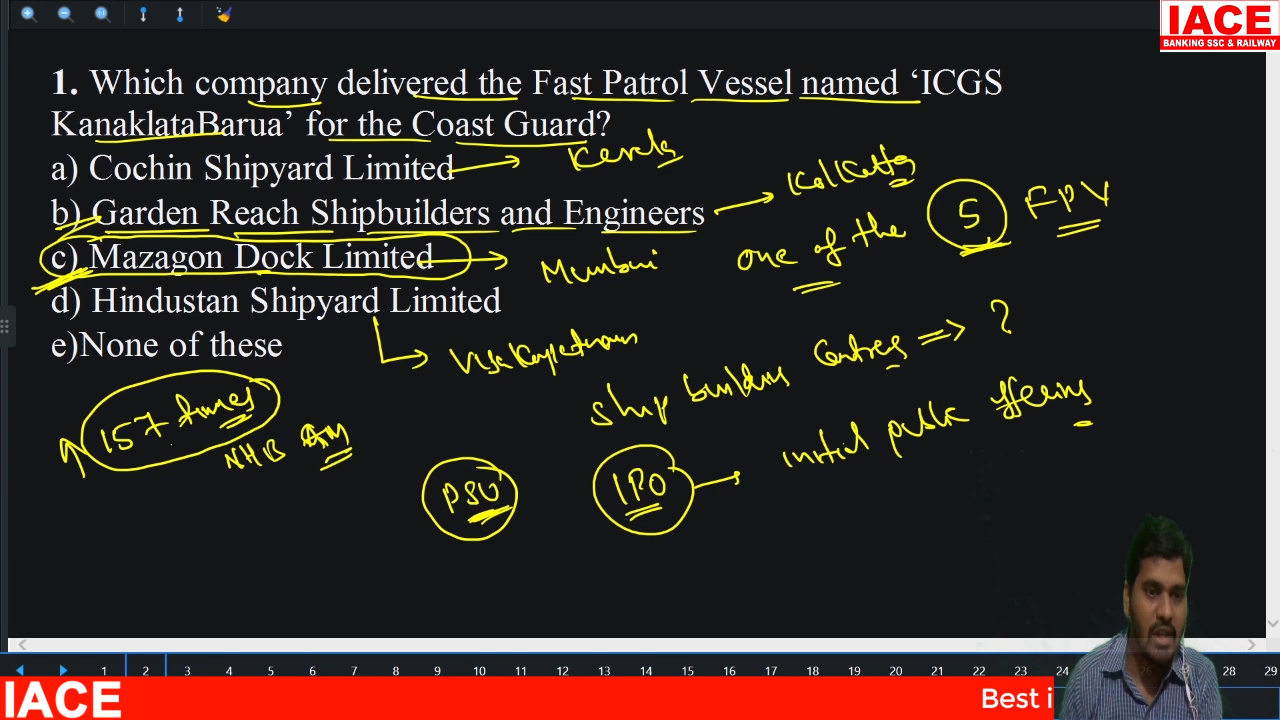 IACE
BANKING SSC & RAILWAY
1. Which company delivered the Fast Patrol Vessel named ‘ICGS
KanaklataBarua’ for the Coast Guard?
a) Cochin Shipyard Limited
Kerala
b) Garden Reach Shipbuilders and Engineers
Kolkatta
one of the 5 FPV
c) Mazagon Dock Limited
Mumbai
d) Hindustan Shipyard Limited
e)None of these
Ship building Centres => ?
157 times
NHB
PSU
IPO
initial public offering
1 2 3 4 5 6 7 8 9 10 11 12 13 14 15 16 17 18 19 20 21 22 23 24 25 28 29
IACE
Best i